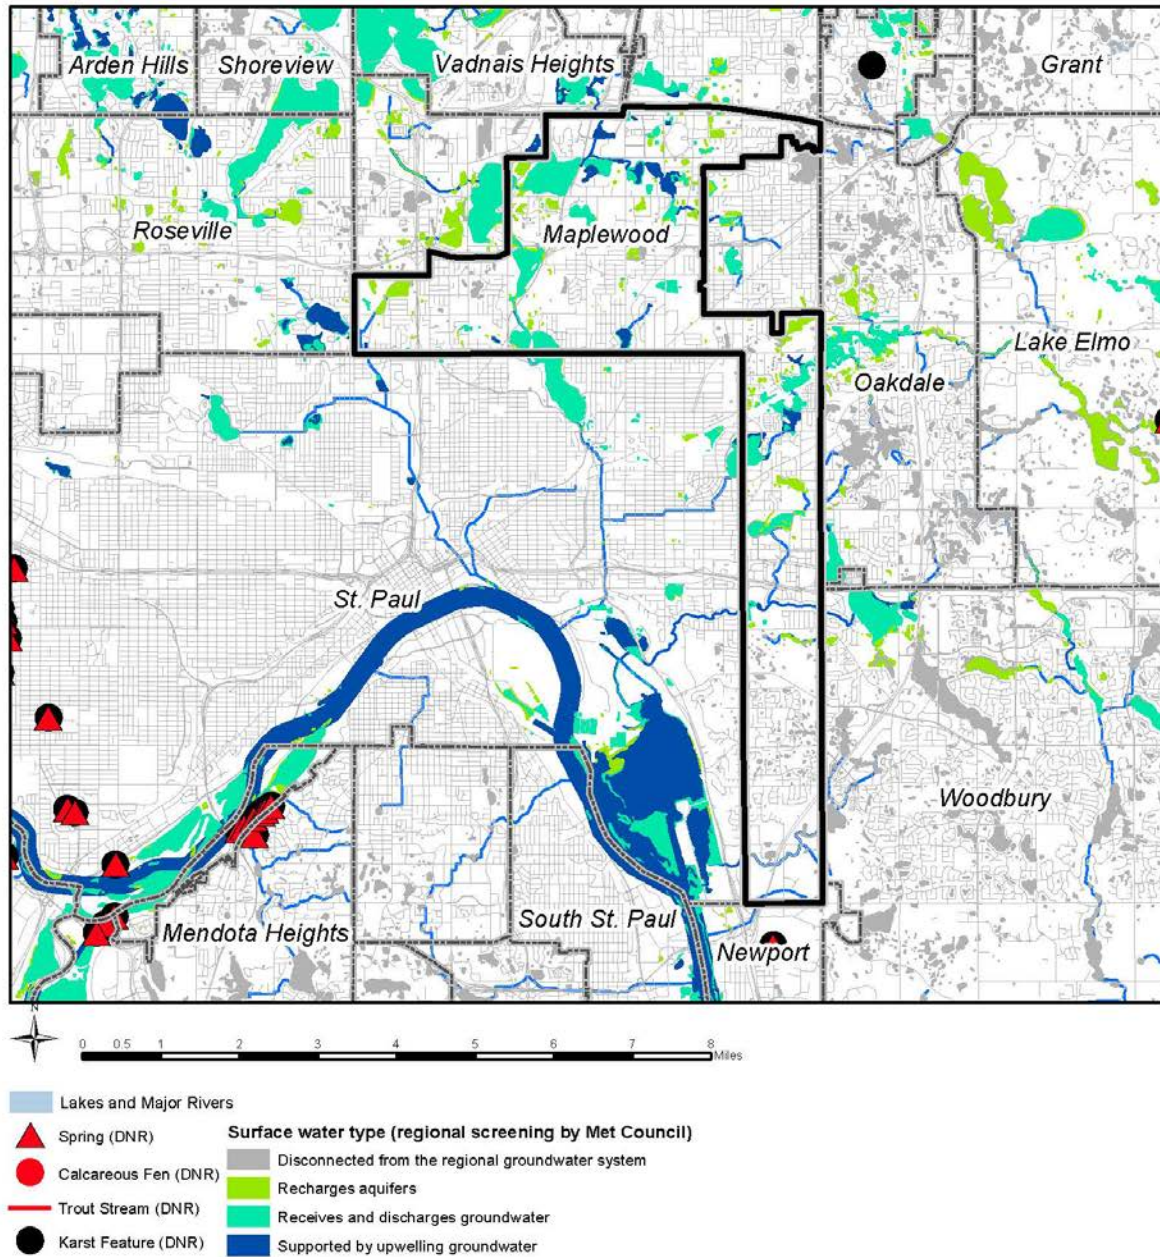 Arden Hills
Shoreview
Vadnais Heights
Grant
Roseville
Maplewood
Lake Elmo
Oakdale
St. Paul
Woodbury
Mendota Heights
South St. Paul
Newport
N
0 0.5 1 2 3 4 5 6 7 8
Miles
Lakes and Major Rivers
Spring (DNR)
Calcareous Fen (DNR)
Trout Stream (DNR)
Karst Feature (DNR)
Surface water type (regional screening by Met Council)
Disconnected from the regional groundwater system
Recharges aquifers
Receives and discharges groundwater
Supported by upwelling groundwater